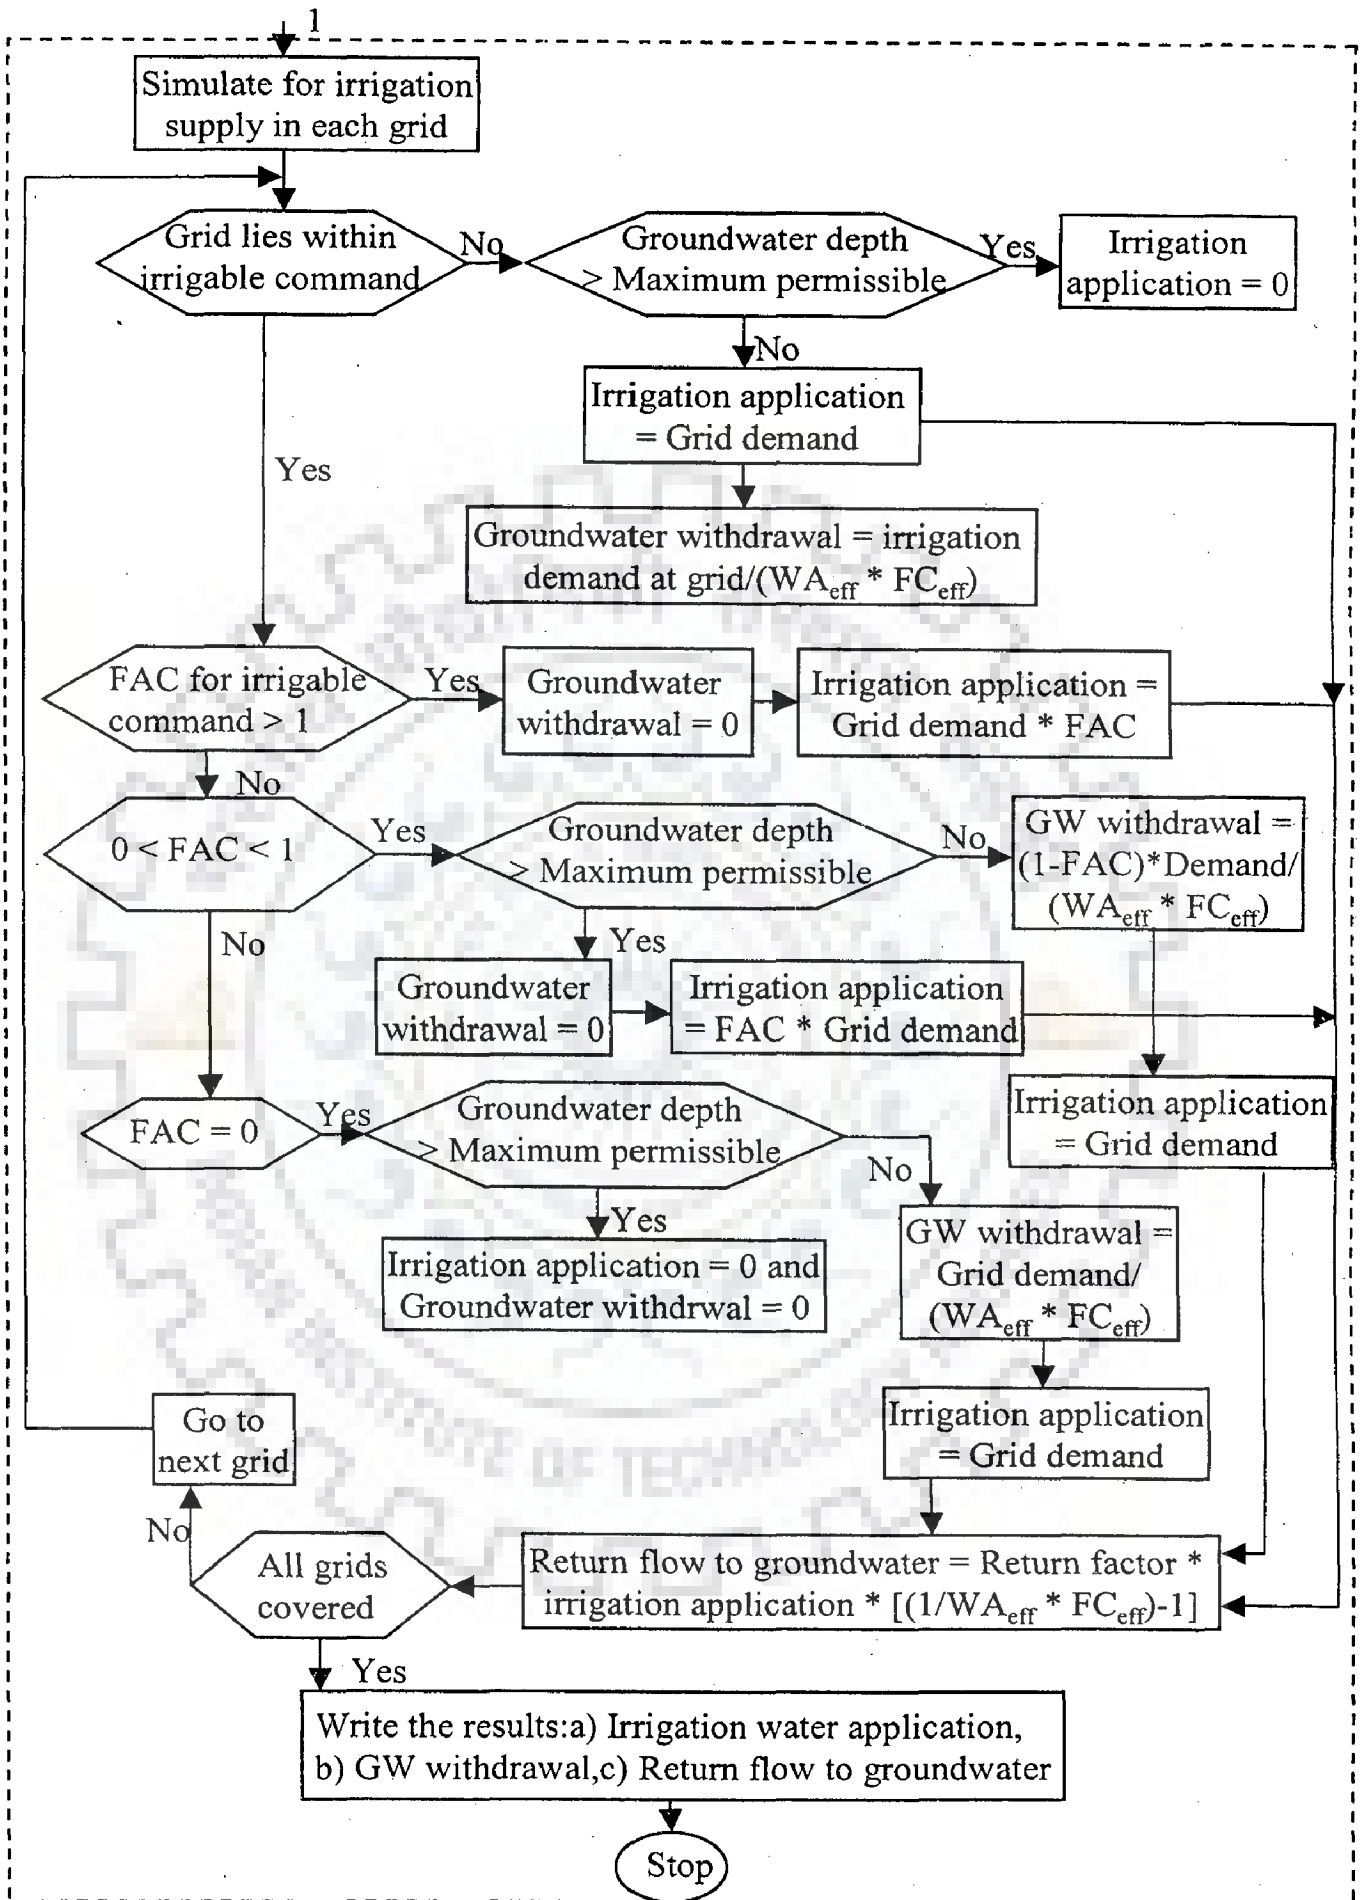 1
Simulate for irrigation
supply in each grid
Grid lies within
irrigable command
No
Groundwater depth
> Maximum permissible
Yes
Irrigation
application = 0
No
Irrigation application
= Grid demand
Yes
Groundwater withdrawal = irrigation
demand at grid/(WAeff * FCeff)
FAC for irrigable
command > 1
Yes
Groundwater
withdrawal = 0
Irrigation application =
Grid demand * FAC
No
0 < FAC < 1
Yes
Groundwater depth
> Maximum permissible
No
GW withdrawal =
(1-FAC)*Demand/
(WAeff * FCeff)
No
Yes
Groundwater
withdrawal = 0
Irrigation application
= FAC * Grid demand
Irrigation application
= Grid demand
FAC = 0
Yes
Groundwater depth
> Maximum permissible
No
Yes
Irrigation application = 0 and
Groundwater withdrwal = 0
GW withdrawal =
Grid demand/
(WAeff * FCeff)
Irrigation application
= Grid demand
Go to
next grid
No
All grids
covered
Return flow to groundwater = Return factor *
irrigation application * [(1/WAeff * FCeff)-1]
Yes
Write the results:a) Irrigation water application,
b) GW withdrawal,c) Return flow to groundwater
Stop